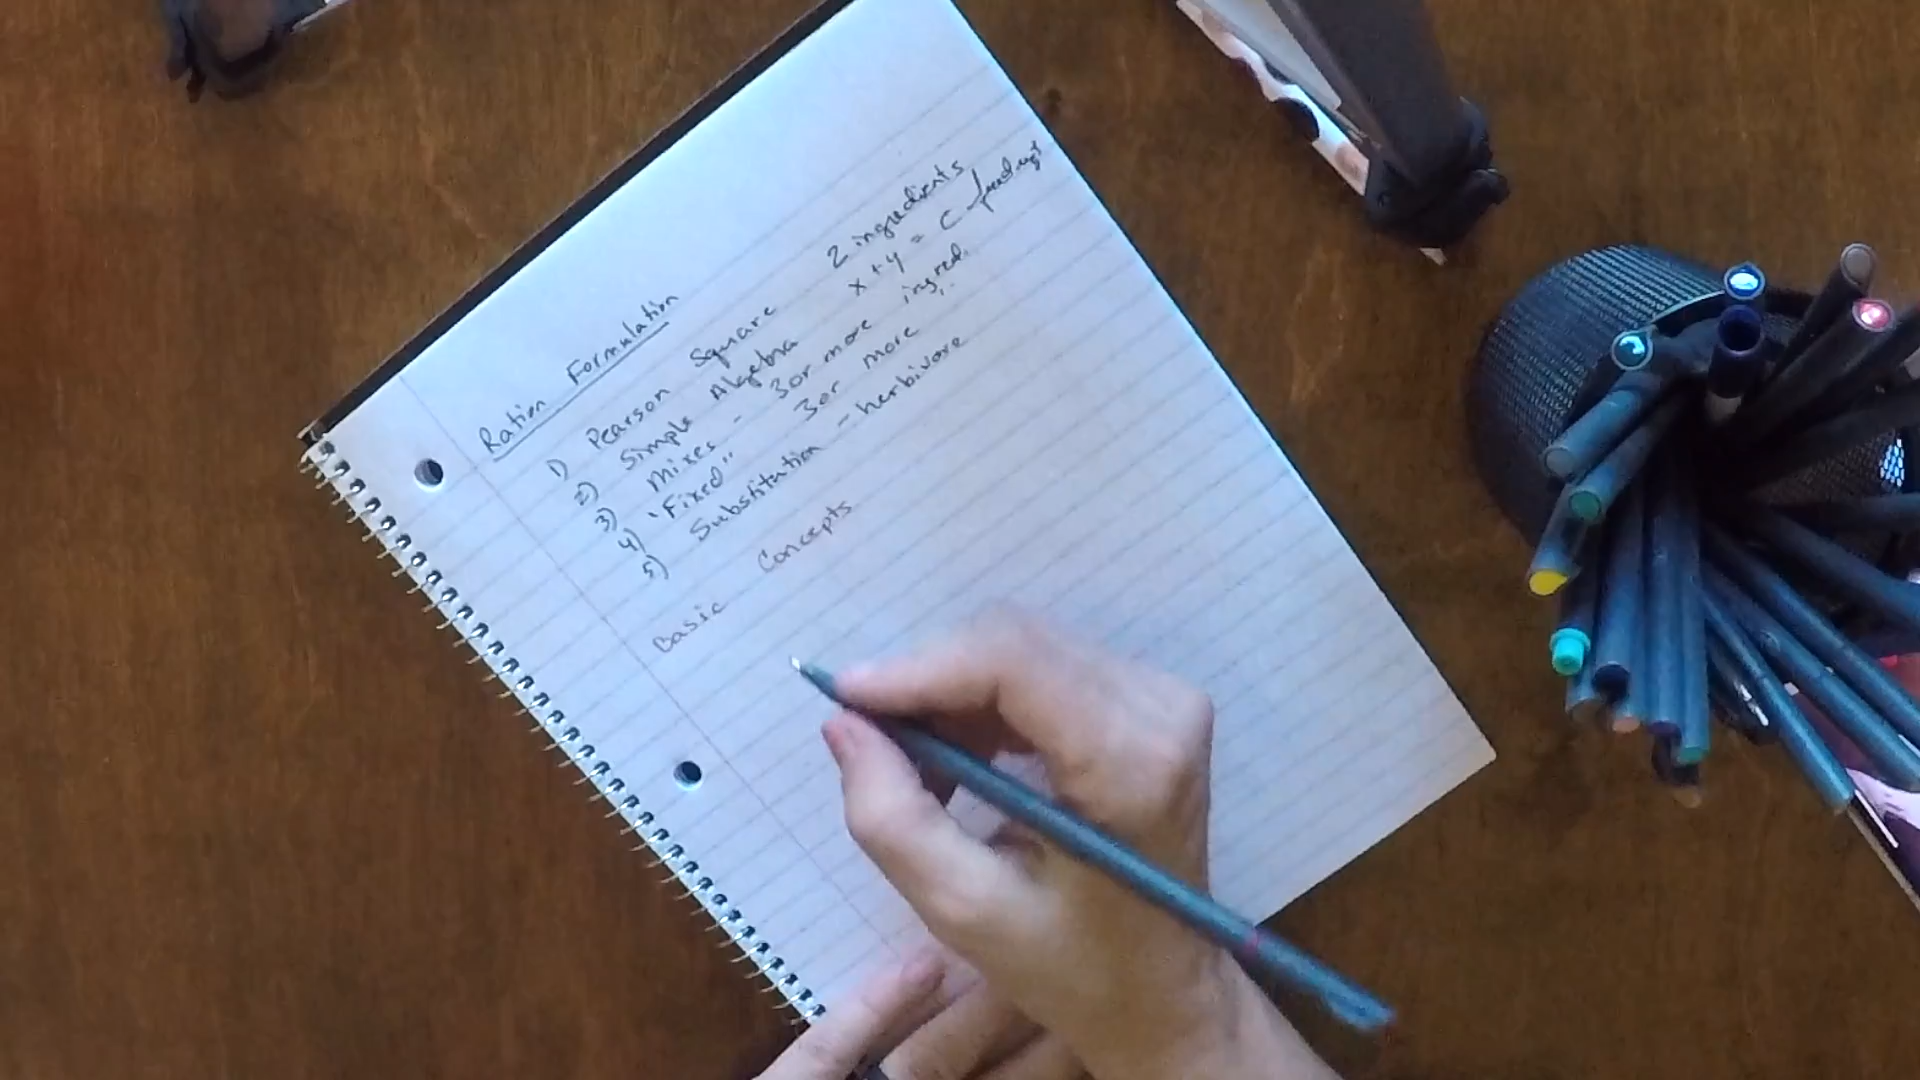 Ration Formulation
1) Pearson Square 2 ingredients
2) Simple Algebra x + y = C
3) Mixes - 3 or more ingred.
4) "Fixed" 3 or more
5) Substitution - herbivore
Basic Concepts